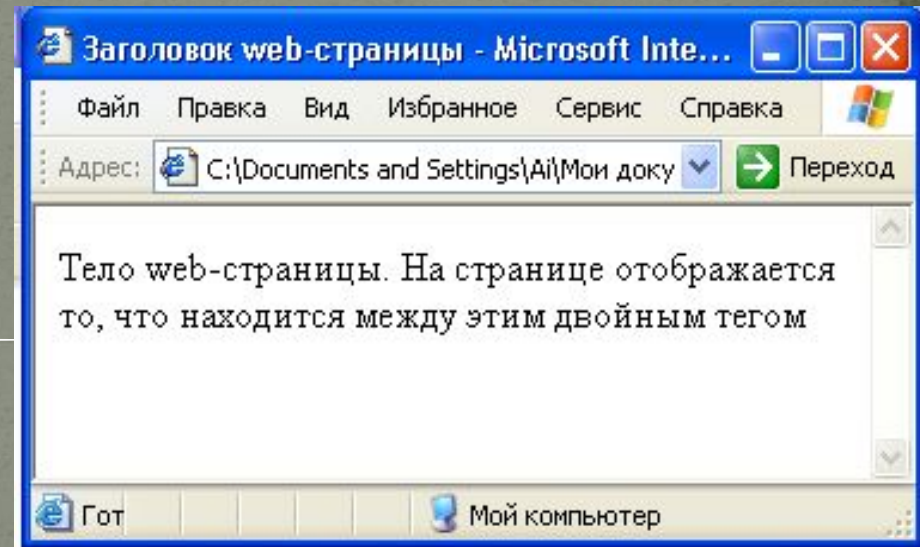 Заголовок web-страницы - Microsoft Inte...
Файл Правка Вид Избранное Сервис Справка
Адрес: C:\Documents and Settings\Ai\Мои доку Переход
Тело web-страницы. На странице отображается
то, что находится между этим двойным тегом
Гот Мой компьютер